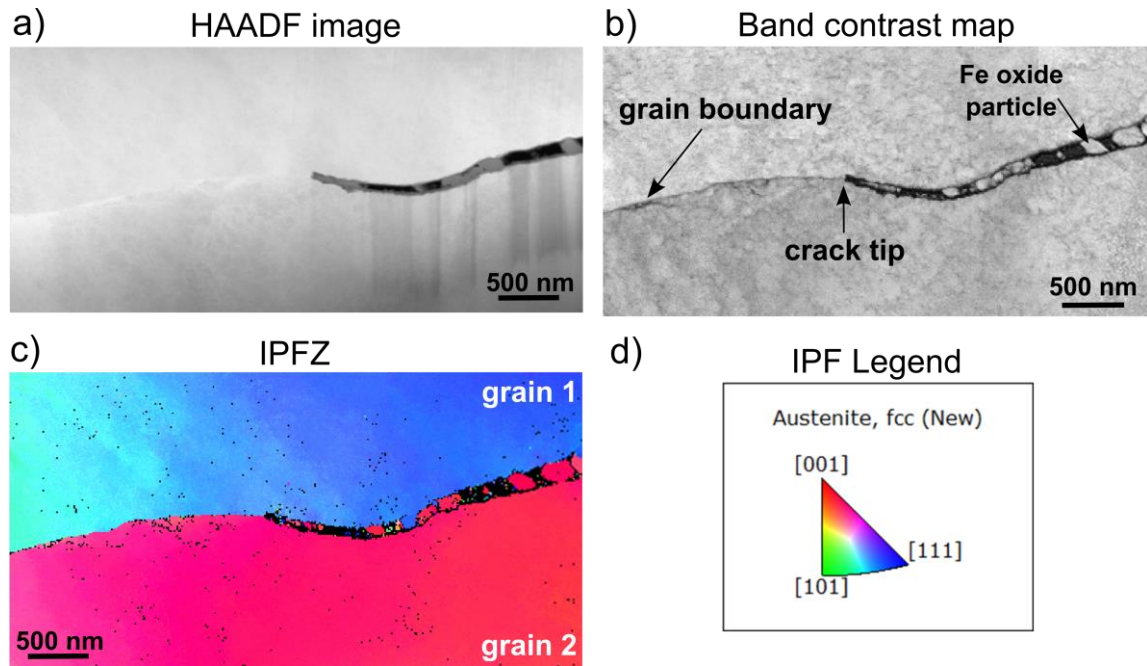 a) HAADF image
500 nm
b) Band contrast map
Fe oxide
particle
grain boundary
crack tip
500 nm
c) IPFZ
grain 1
500 nm
grain 2
d) IPF Legend
Austenite, fcc (New)
[001]
[111]
[101]